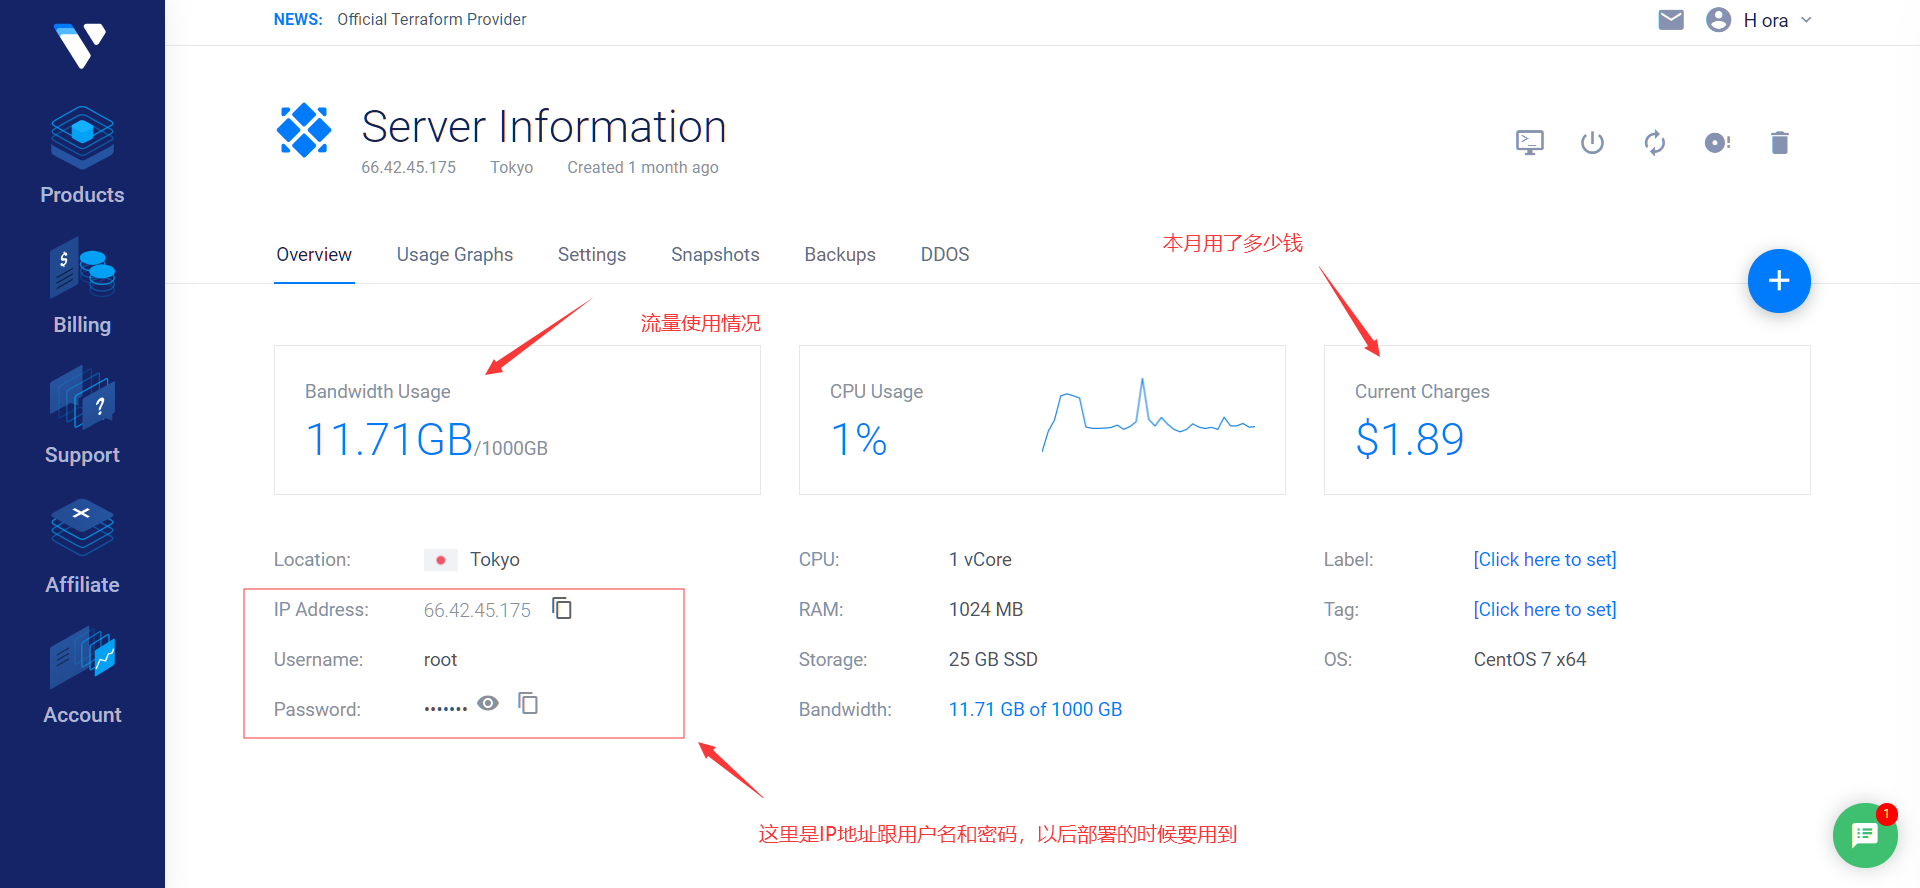 NEWS: Official Terraform Provider
H ora
Server Information
66.42.45.175 Tokyo Created 1 month ago
Products
Billing
Support
Affiliate
Account
Overview Usage Graphs Settings Snapshots Backups DDOS
本月用了多少钱
流量使用情况
Bandwidth Usage
11.71GB/1000GB
CPU Usage
1%
Current Charges
$1.89
Location: Tokyo
IP Address: 66.42.45.175
Username: root
Password: •••••••
CPU: 1 vCore
RAM: 1024 MB
Storage: 25 GB SSD
Bandwidth: 11.71 GB of 1000 GB
Label: [Click here to set]
Tag: [Click here to set]
OS: CentOS 7 x64
这里是IP地址跟用户名和密码，以后部署的时候要用到
1